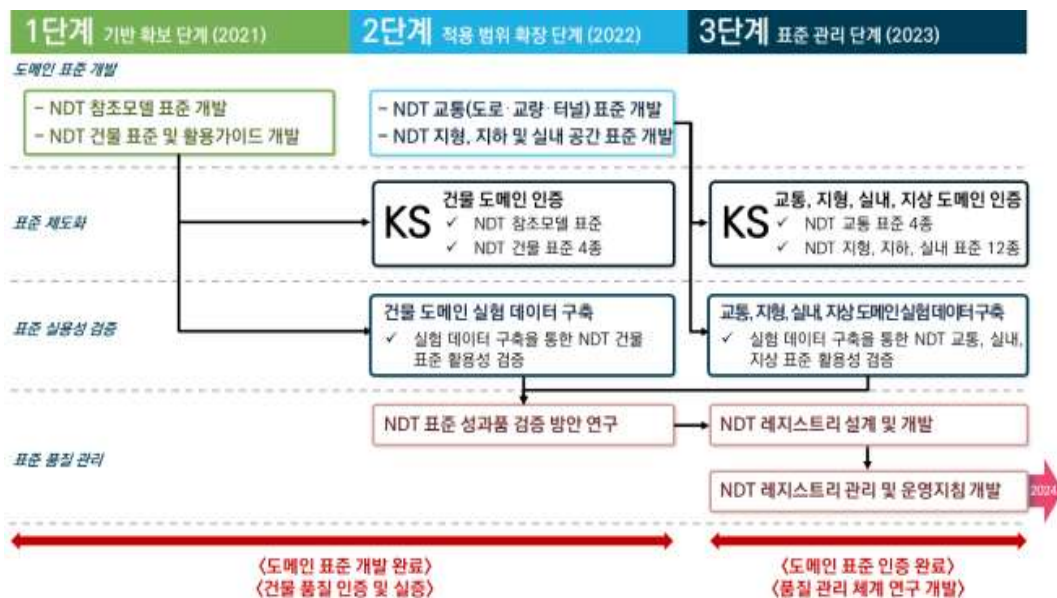 1단계 기반 확보 단계 (2021)
2단계 적용 범위 확장 단계 (2022)
3단계 표준 관리 단계 (2023)
도메인 표준 개발
- NDT 참조모델 표준 개발
- NDT 건물 표준 및 활용가이드 개발
- NDT 교통(도로·교량·터널) 표준 개발
- NDT 지형, 지하 및 실내 공간 표준 개발
표준 제도화
KS
건물 도메인 인증
✓ NDT 참조모델 표준
✓ NDT 건물 표준 4종
KS
교통, 지형, 실내, 지상 도메인 인증
✓ NDT 교통 표준 4종
✓ NDT 지형, 지하, 실내 표준 12종
표준 실용성 검증
건물 도메인 실험 데이터 구축
✓ 실험 데이터 구축을 통한 NDT 건물
표준 활용성 검증
교통, 지형, 실내, 지상 도메인 실험 데이터 구축
✓ 실험 데이터 구축을 통한 NDT 교통, 실내,
지상 표준 활용성 검증
표준 품질 관리
NDT 표준 성과품 검증 방안 연구
NDT 레지스트리 설계 및 개발
NDT 레지스트리 관리 및 운영지침 개발
2024
<도메인 표준 개발 완료>
<건물 품질 인증 및 실증>
<도메인 표준 인증 완료>
<품질 관리 체계 연구 개발>